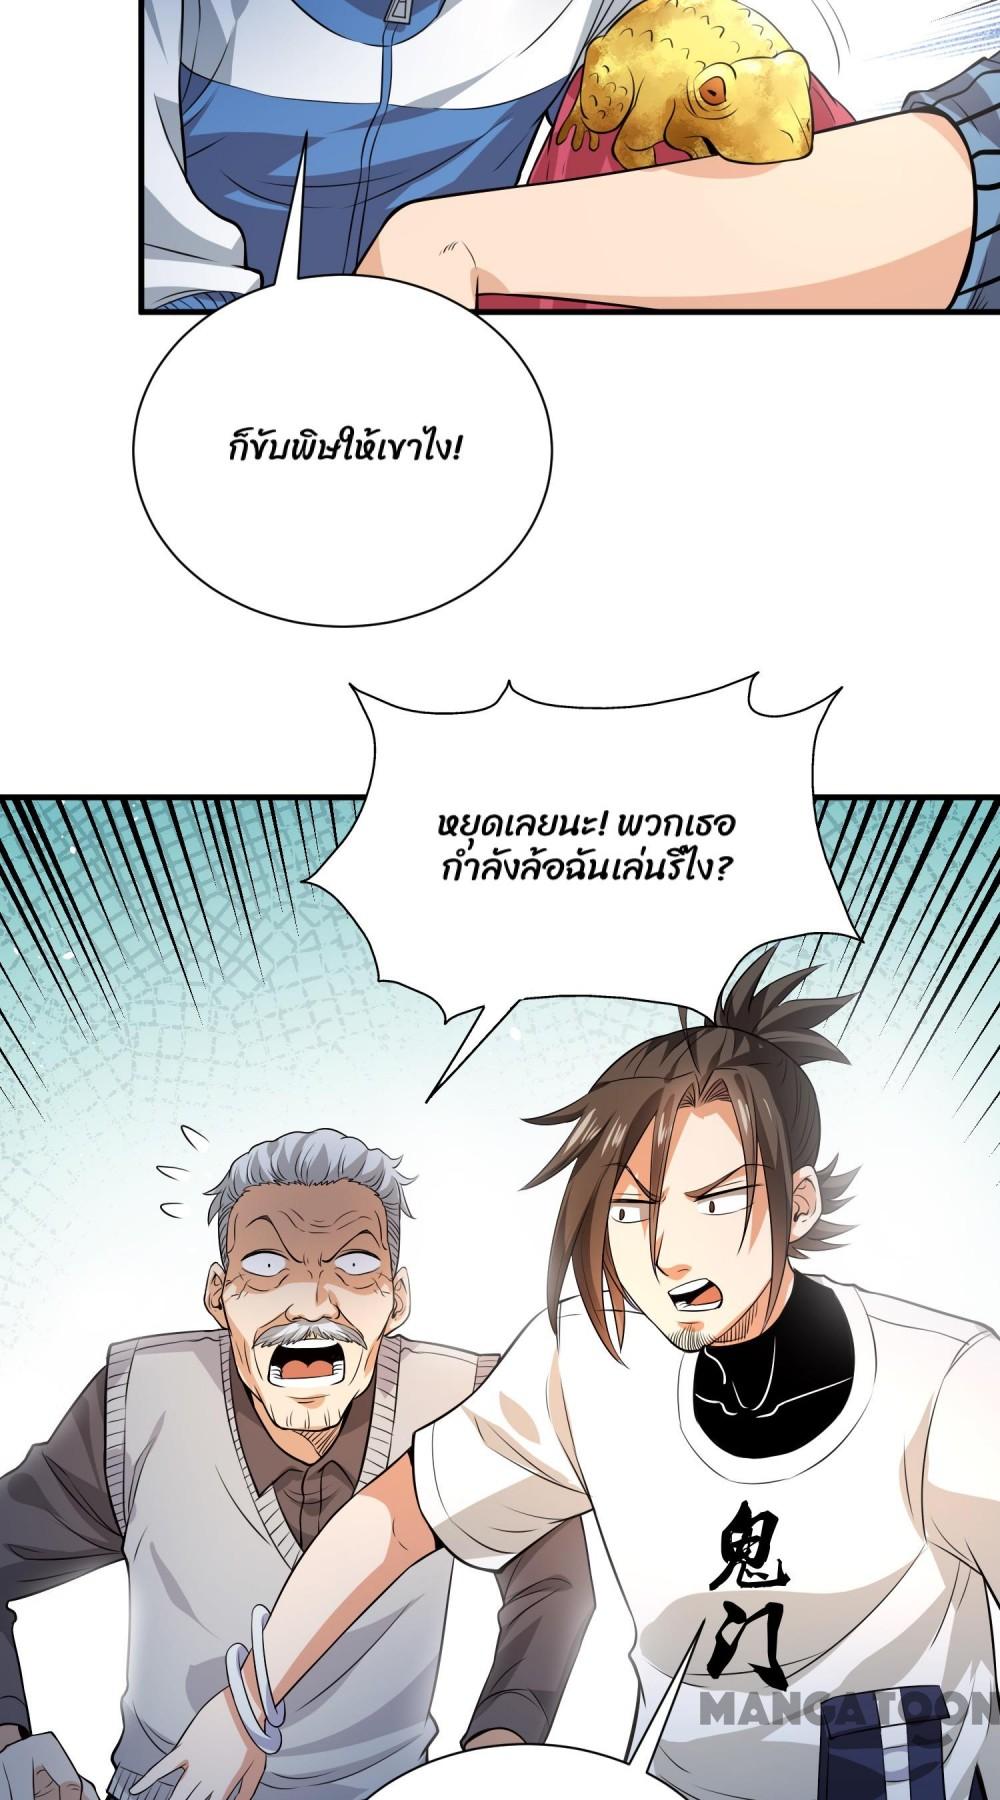 ก็ขับพิษให้เขาไง!
หยุดเลยนะ! พวกเธอ
กำลังล้อฉันเล่นรึไง?
鬼
门
MANGATOON